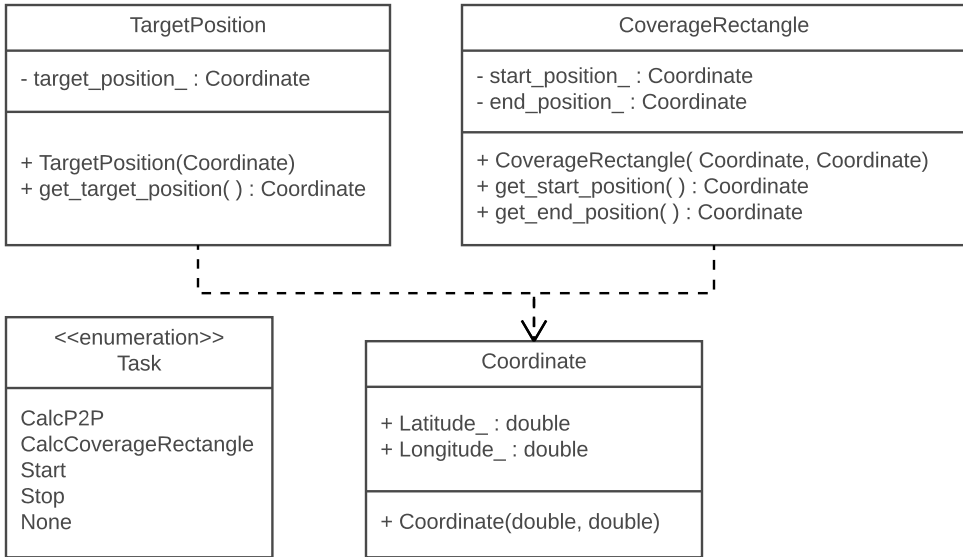 TargetPosition
- target_position_ : Coordinate
+ TargetPosition(Coordinate)
+ get_target_position( ) : Coordinate
CoverageRectangle
- start_position_ : Coordinate
- end_position_ : Coordinate
+ CoverageRectangle( Coordinate, Coordinate)
+ get_start_position( ) : Coordinate
+ get_end_position( ) : Coordinate
<<enumeration>>
Task
CalcP2P
CalcCoverageRectangle
Start
Stop
None
Coordinate
+ Latitude_ : double
+ Longitude_ : double
+ Coordinate(double, double)